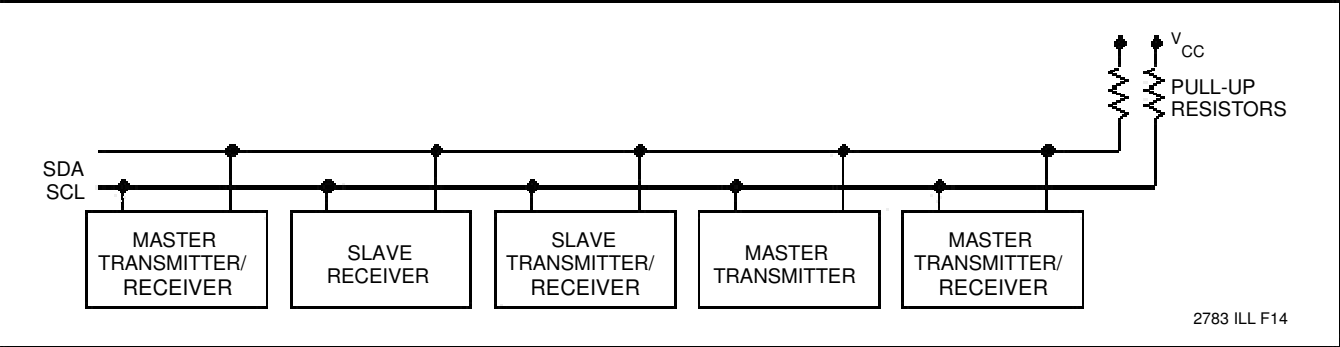 V
CC
PULL-UP
RESISTORS
SDA
SCL
MASTER
TRANSMITTER/
RECEIVER
SLAVE
RECEIVER
SLAVE
TRANSMITTER/
RECEIVER
MASTER
TRANSMITTER
MASTER
TRANSMITTER/
RECEIVER
2783 ILL F14